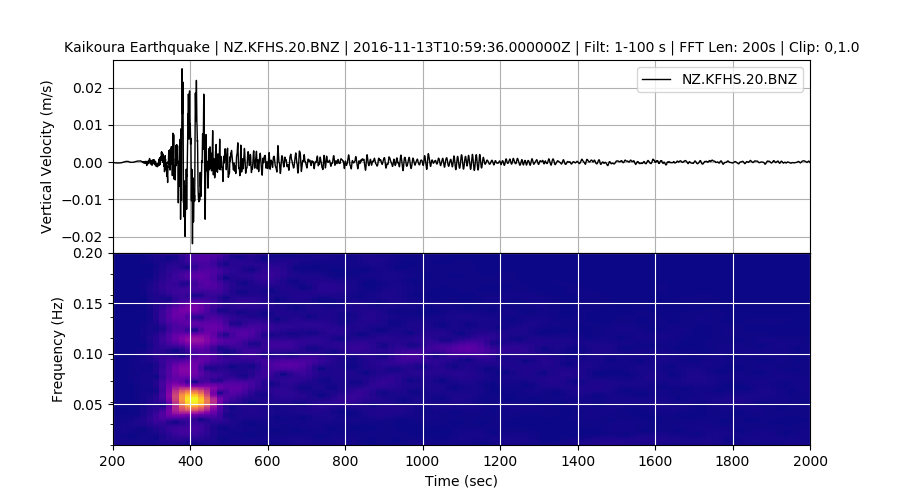 Kaikoura Earthquake | NZ.KFHS.20.BNZ | 2016-11-13T10:59:36.000000Z | Filt: 1-100 s | FFT Len: 200s | Clip: 0,1.0
NZ.KFHS.20.BNZ
Vertical Velocity (m/s)
0.02
0.01
0.00
−0.01
−0.02
Frequency (Hz)
0.20
0.15
0.10
0.05
200 400 600 800 1000 1200 1400 1600 1800 2000
Time (sec)